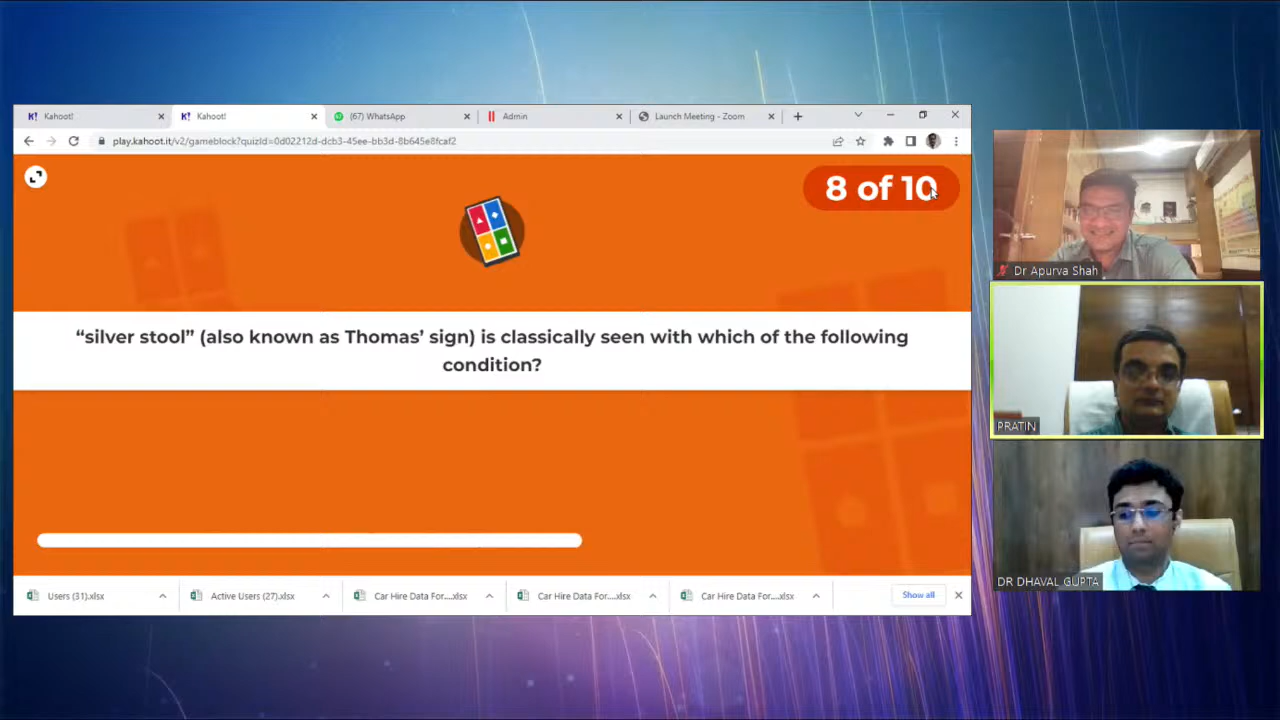 K! Kahoot!
K! Kahoot!
(67) WhatsApp
Admin
Launch Meeting - Zoom
play.kahoot.it/v2/gameblock?quizId=0d02212d-dcb3-45ee-bb3d-8b645e8fcaf2
8 of 10
“silver stool” (also known as Thomas’ sign) is classically seen with which of the following
condition?
Users (31).xlsx
Active Users (27).xlsx
Car Hire Data For....xlsx
Car Hire Data For....xlsx
Car Hire Data For....xlsx
Show all
Dr Apurva Shah
PRATIN
DR DHAVAL GUPTA